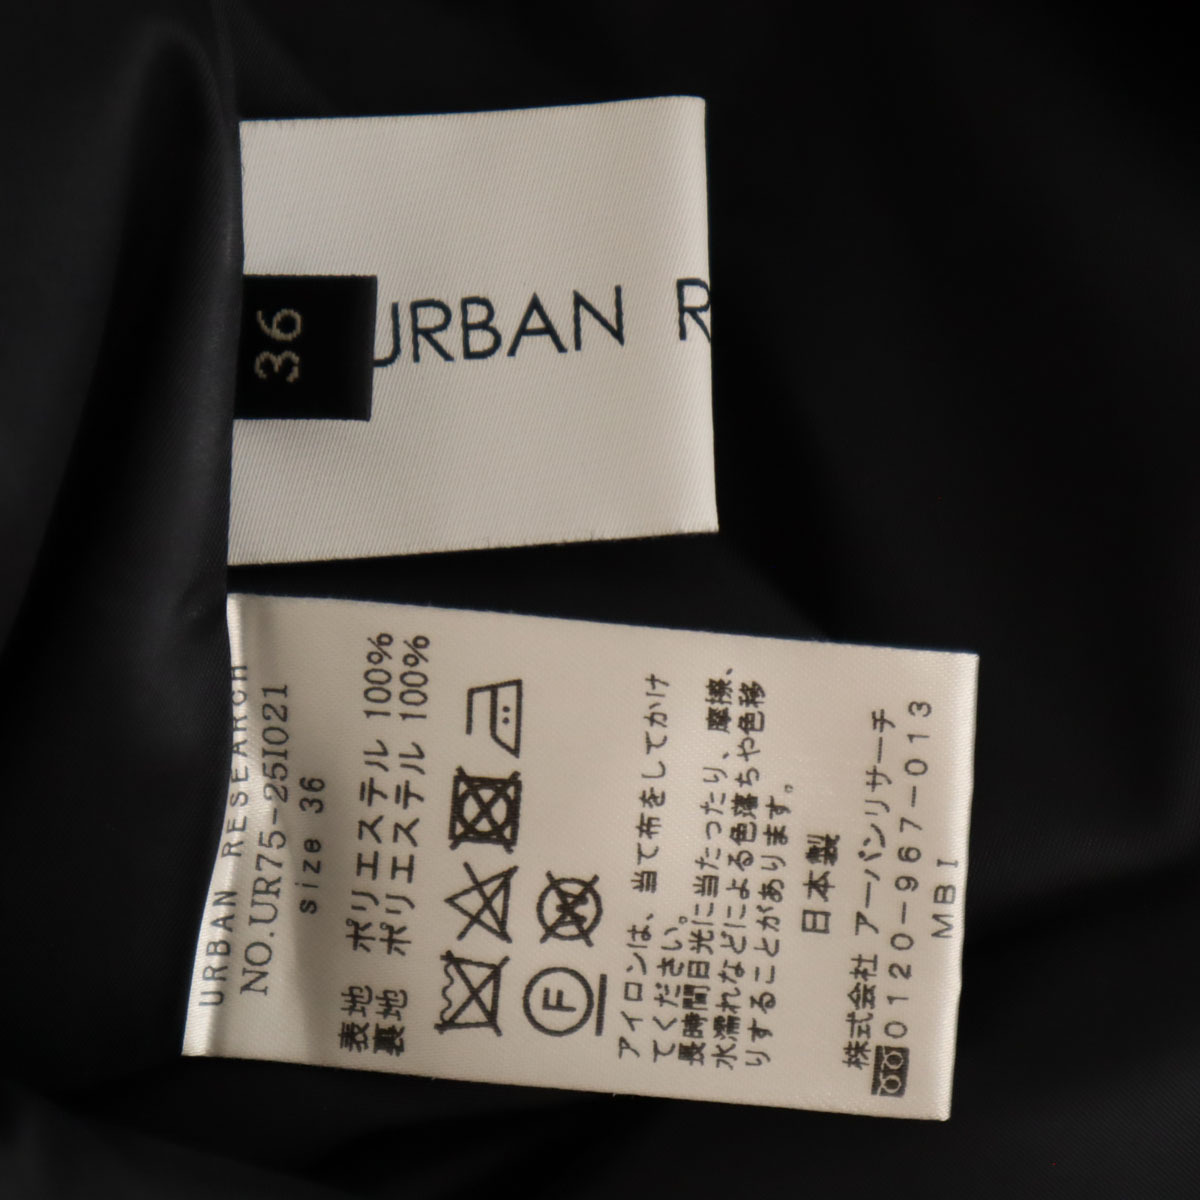 URBAN R
36
URBAN RESEARCH
NO.UR75-25I021
size 36
表地 ポリエステル 100%
裏地 ポリエステル 100%
F
W
アイロンは、当て布をしてかけ
てください。
長時間日光に当たったり、摩擦、
水濡れなどによる色落ちや色移
りすることがあります。
日本製
株式会社 アーバンリサーチ
0120-967-013
MBI